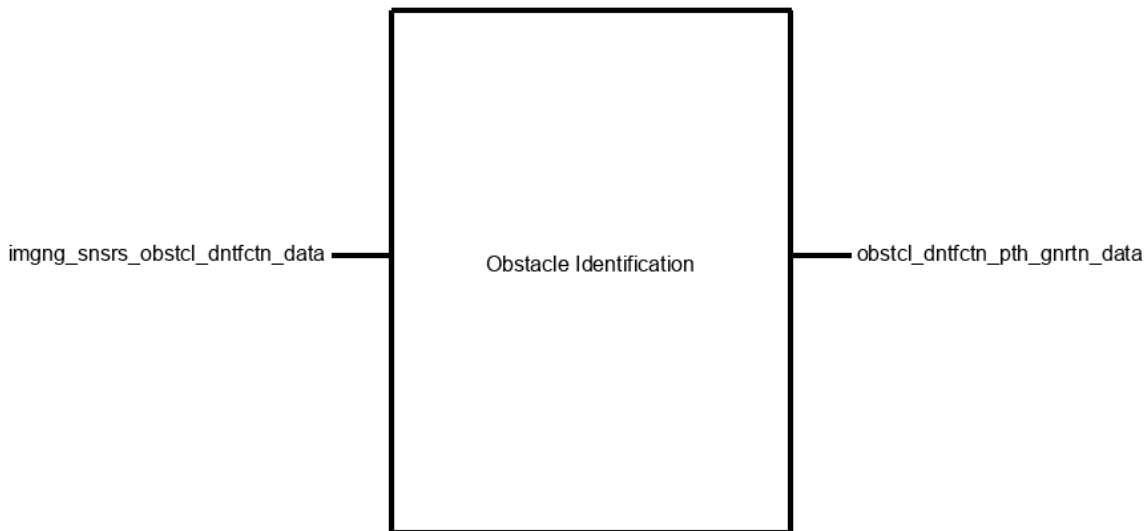 imgng_snsrs_obstcl_dntfctn_data
Obstacle Identification
obstcl_dntfctn_pth_gnrtn_data